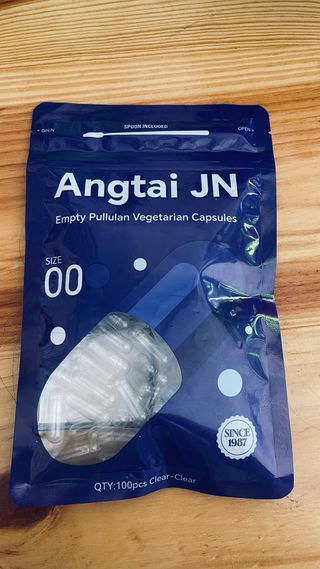 OPEN
SPOON INCLUDED
OPEN
Angtai JN
Empty Pullulan Vegetarian Capsules
SIZE
00
SINCE
1987
QTY:100pcs Clear-Clear